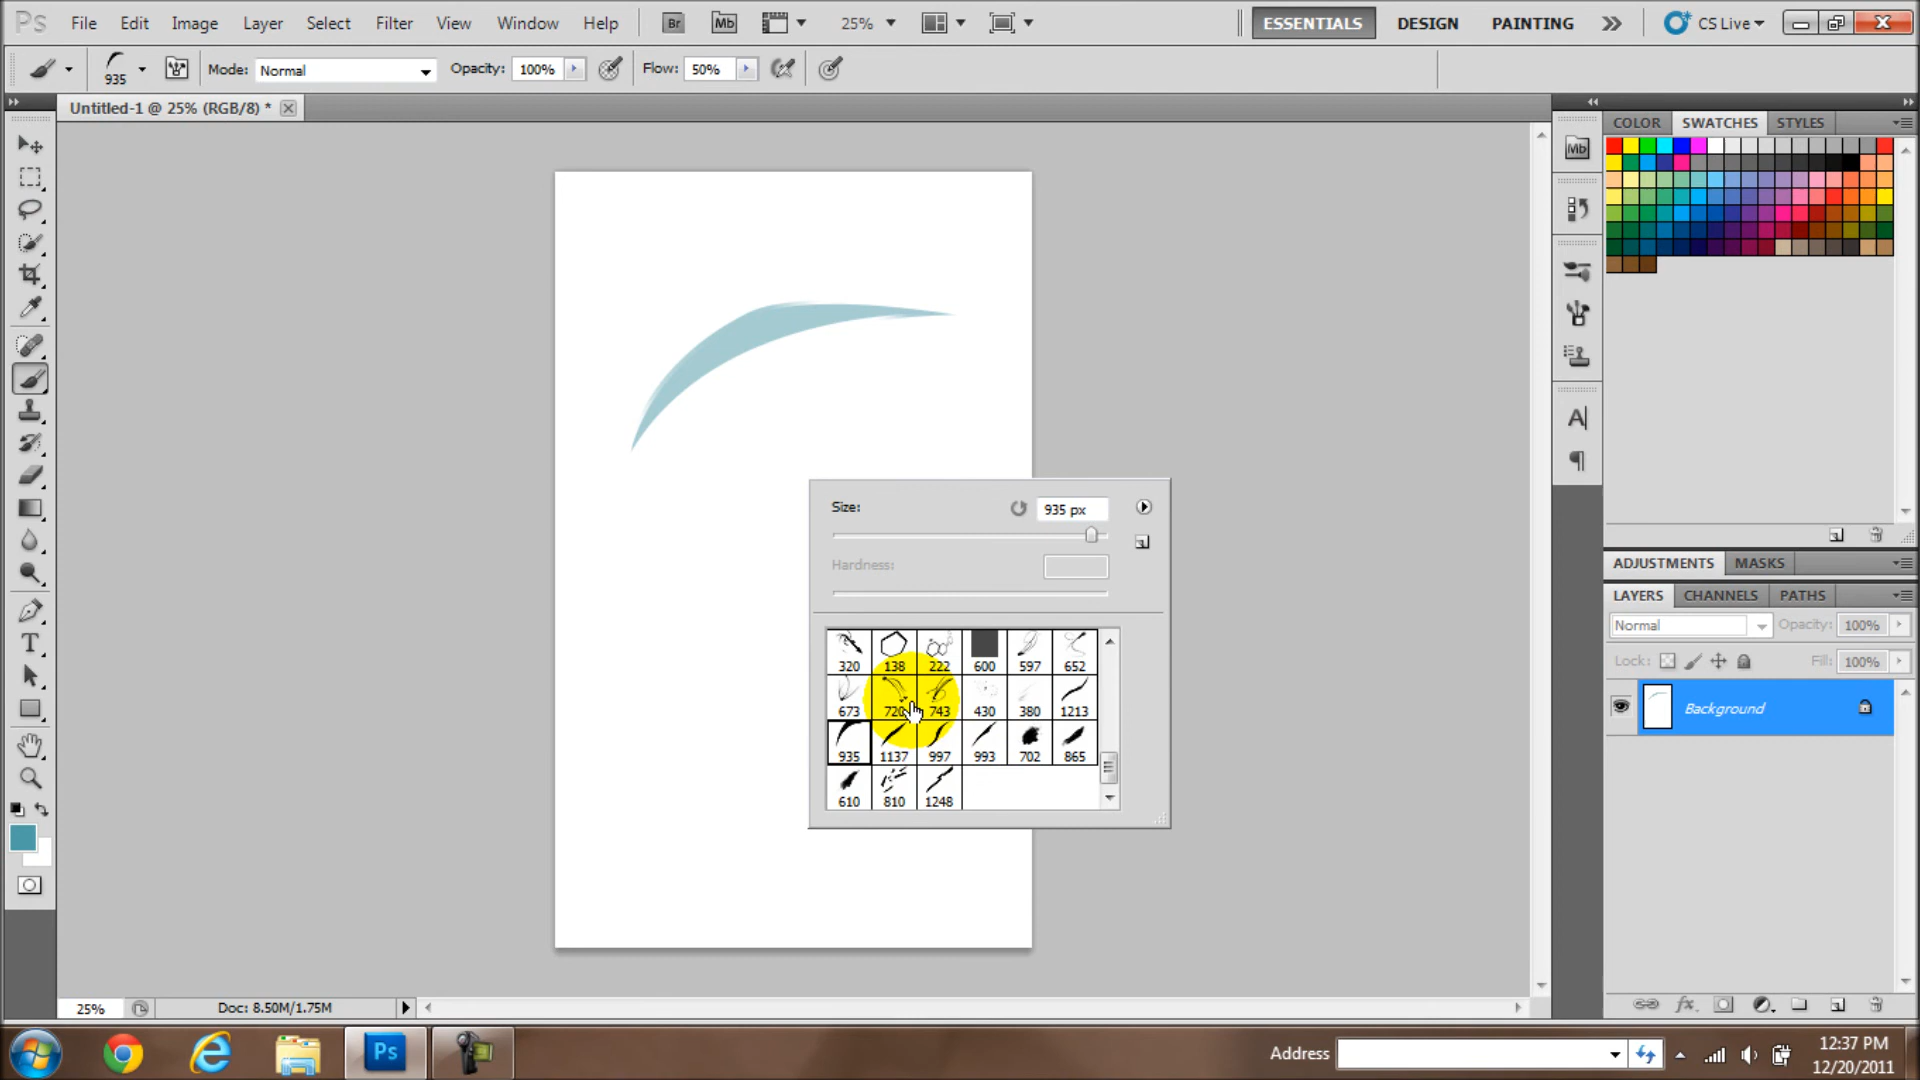 Ps File Edit Image Layer Select Filter View Window Help Br Mb 25% ESSENTIALS DESIGN PAINTING CS Live
935 Mode: Normal Opacity: 100% Flow: 50%
Untitled-1 @ 25% (RGB/8) *
COLOR SWATCHES STYLES
Mb
Size: 935 px
Hardness:
320 138 222 600 597 652
673 720 743 430 380 1213
935 1137 997 993 702 865
610 810 1248
A
T
ADJUSTMENTS MASKS
LAYERS CHANNELS PATHS
Normal Opacity: 100%
Lock: Fill: 100%
Background
fx
25% Doc: 8.50M/1.75M
Ps Address 12:37 PM
12/20/2011